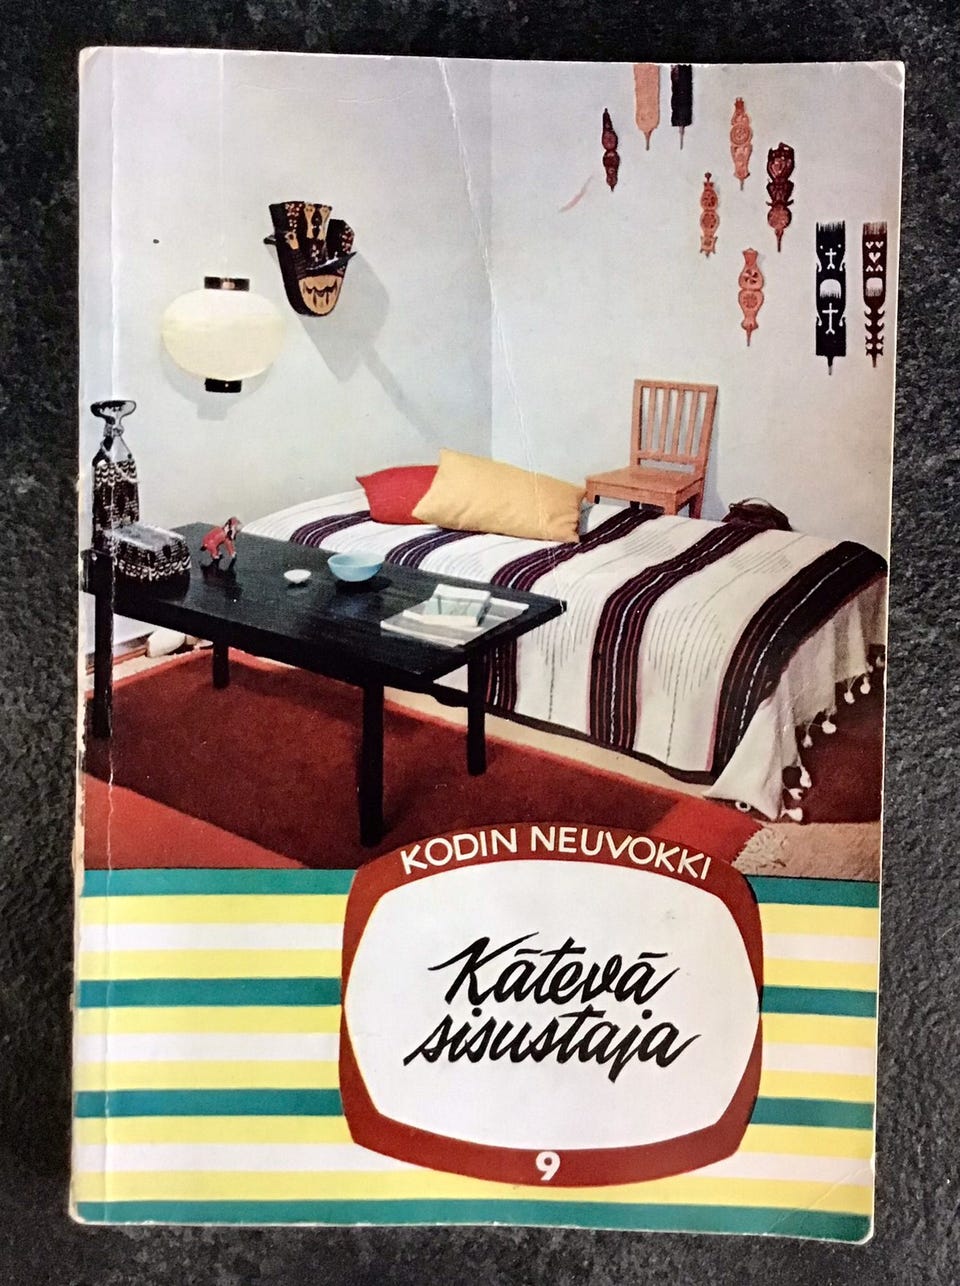 KODIN NEUVOKKI
Kätevä
sisustaja
9